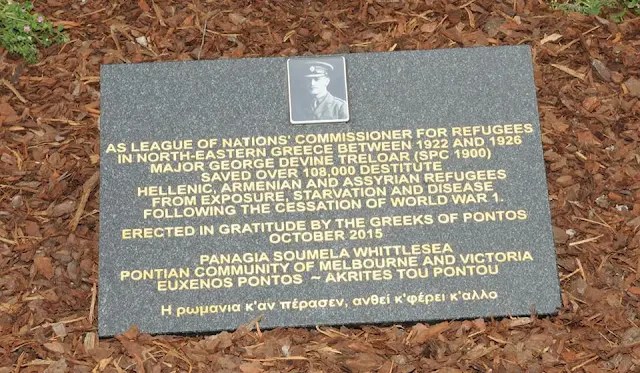 AS LEAGUE OF NATIONS' COMMISSIONER FOR REFUGEES
IN NORTH-EASTERN GREECE BETWEEN 1922 AND 1926
MAJOR GEORGE DEVINE TRELOAR (SPC 1900)
SAVED OVER 108,000 DESTITUTE
HELLENIC, ARMENIAN AND ASSYRIAN REFUGEES
FROM EXPOSURE, STARVATION AND DISEASE
FOLLOWING THE CESSATION OF WORLD WAR 1.
ERECTED IN GRATITUDE BY THE GREEKS OF PONTOS
OCTOBER 2015
PANAGIA SOUMELA WHITTLESEA
PONTIAN COMMUNITY OF MELBOURNE AND VICTORIA
EUXENOS PONTOS ~ AKRITES TOU PONTOU
Η ρωμανια κ'αν πέρασεν, ανθεί κ'φέρει κ'αλλο